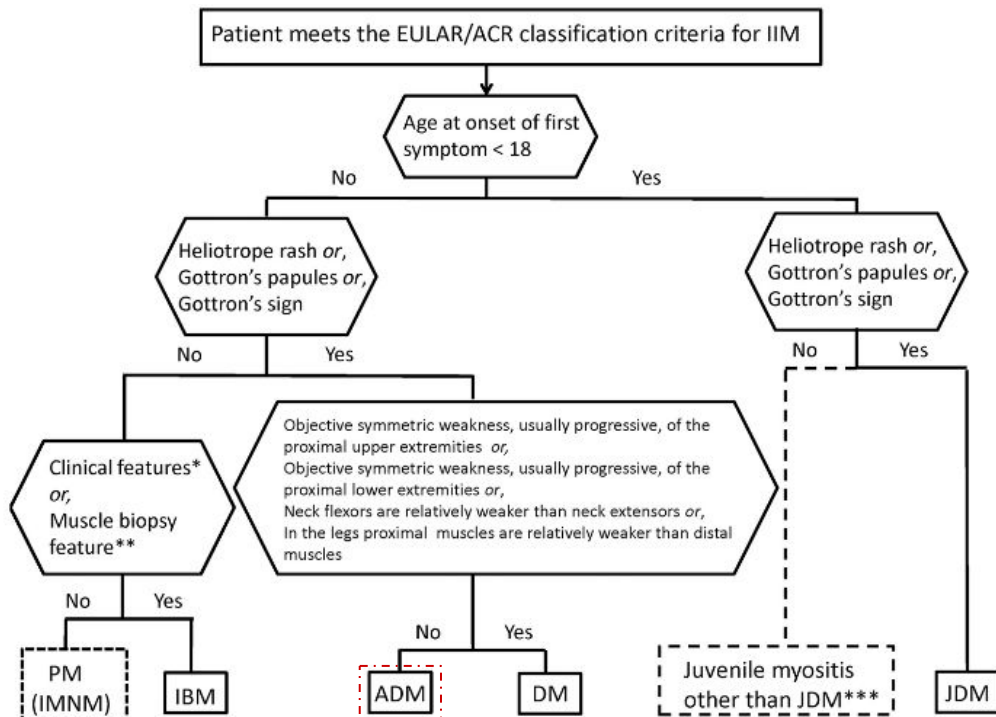 Patient meets the EULAR/ACR classification criteria for IIM
Age at onset of first
symptom < 18
No
Yes
Heliotrope rash or,
Gottron's papules or,
Gottron's sign
Heliotrope rash or,
Gottron's papules or,
Gottron's sign
No
Yes
No
Yes
Clinical features*
or,
Muscle biopsy
feature**
Objective symmetric weakness, usually progressive, of the
proximal upper extremities or,
Objective symmetric weakness, usually progressive, of the
proximal lower extremities or,
Neck flexors are relatively weaker than neck extensors or,
In the legs proximal muscles are relatively weaker than distal
muscles
No
Yes
No
Yes
PM
(IMNM)
IBM
ADM
DM
Juvenile myositis
other than JDM***
JDM